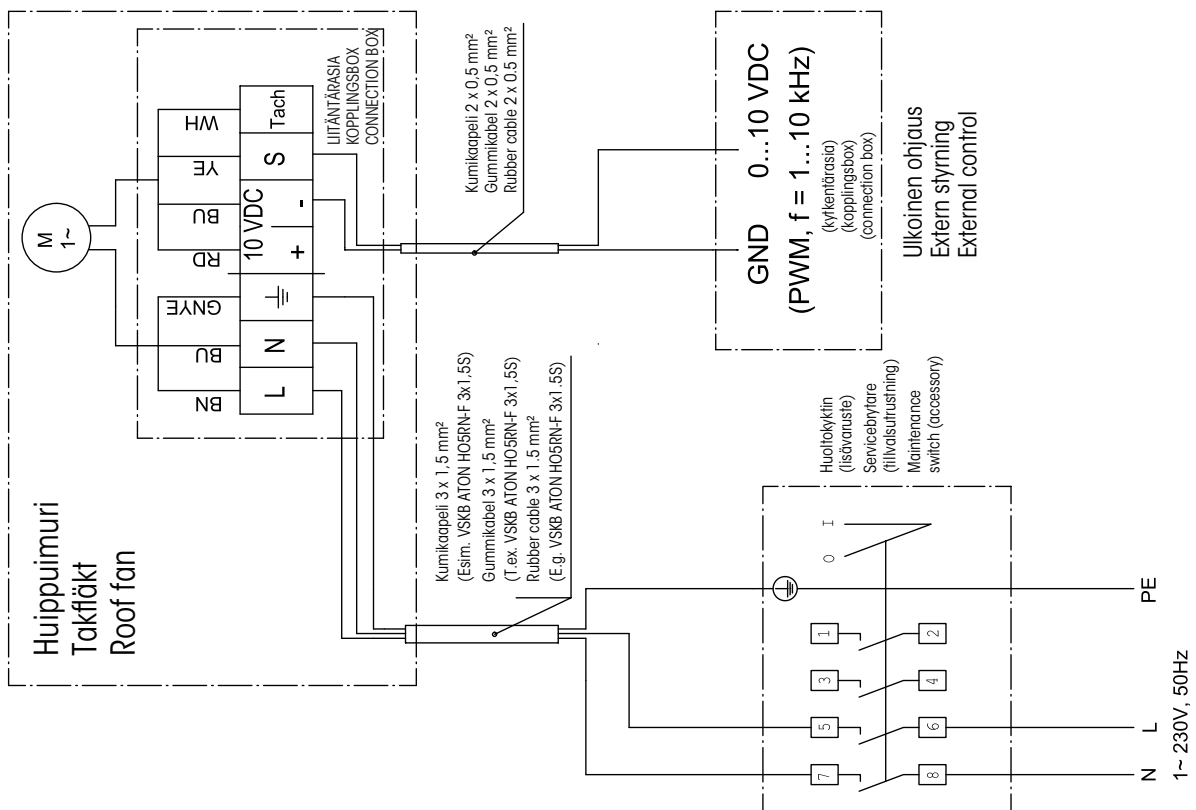 Huippuimuri
Takfläkt
Roof fan
M
1~
BN
BU
GNYE
RD
BU
YE
WH
L
N
10 VDC
+
-
S
Tach
LIITÄNTÄRASIA
KOPPLINGSBOX
CONNECTION BOX
Kumikaapeli 2 x 0,5 mm²
Gummikabel 2 x 0,5 mm²
Rubber cable 2 x 0.5 mm²
GND
0...10 VDC
(PWM, f = 1...10 kHz)
(kytkentärasia)
(kopplingsbox)
(connection box)
Ulkoinen ohjaus
Extern styrning
External control
Kumikaapeli 3 x 1,5 mm²
(Esim. VSKB ATON HO5RN-F 3x1,5S)
Gummikabel 3 x 1,5 mm²
(T.ex. VSKB ATON HO5RN-F 3x1,5S)
Rubber cable 3 x 1.5 mm²
(E.g. VSKB ATON HO5RN-F 3x1.5S)
Huoltokytkin
(lisävaruste)
Servicebrytare
(tillvalsutrustning)
Maintenance
switch (accessory)
O I
7 5 3 1
8 6 4 2
N L PE
1~ 230V, 50Hz